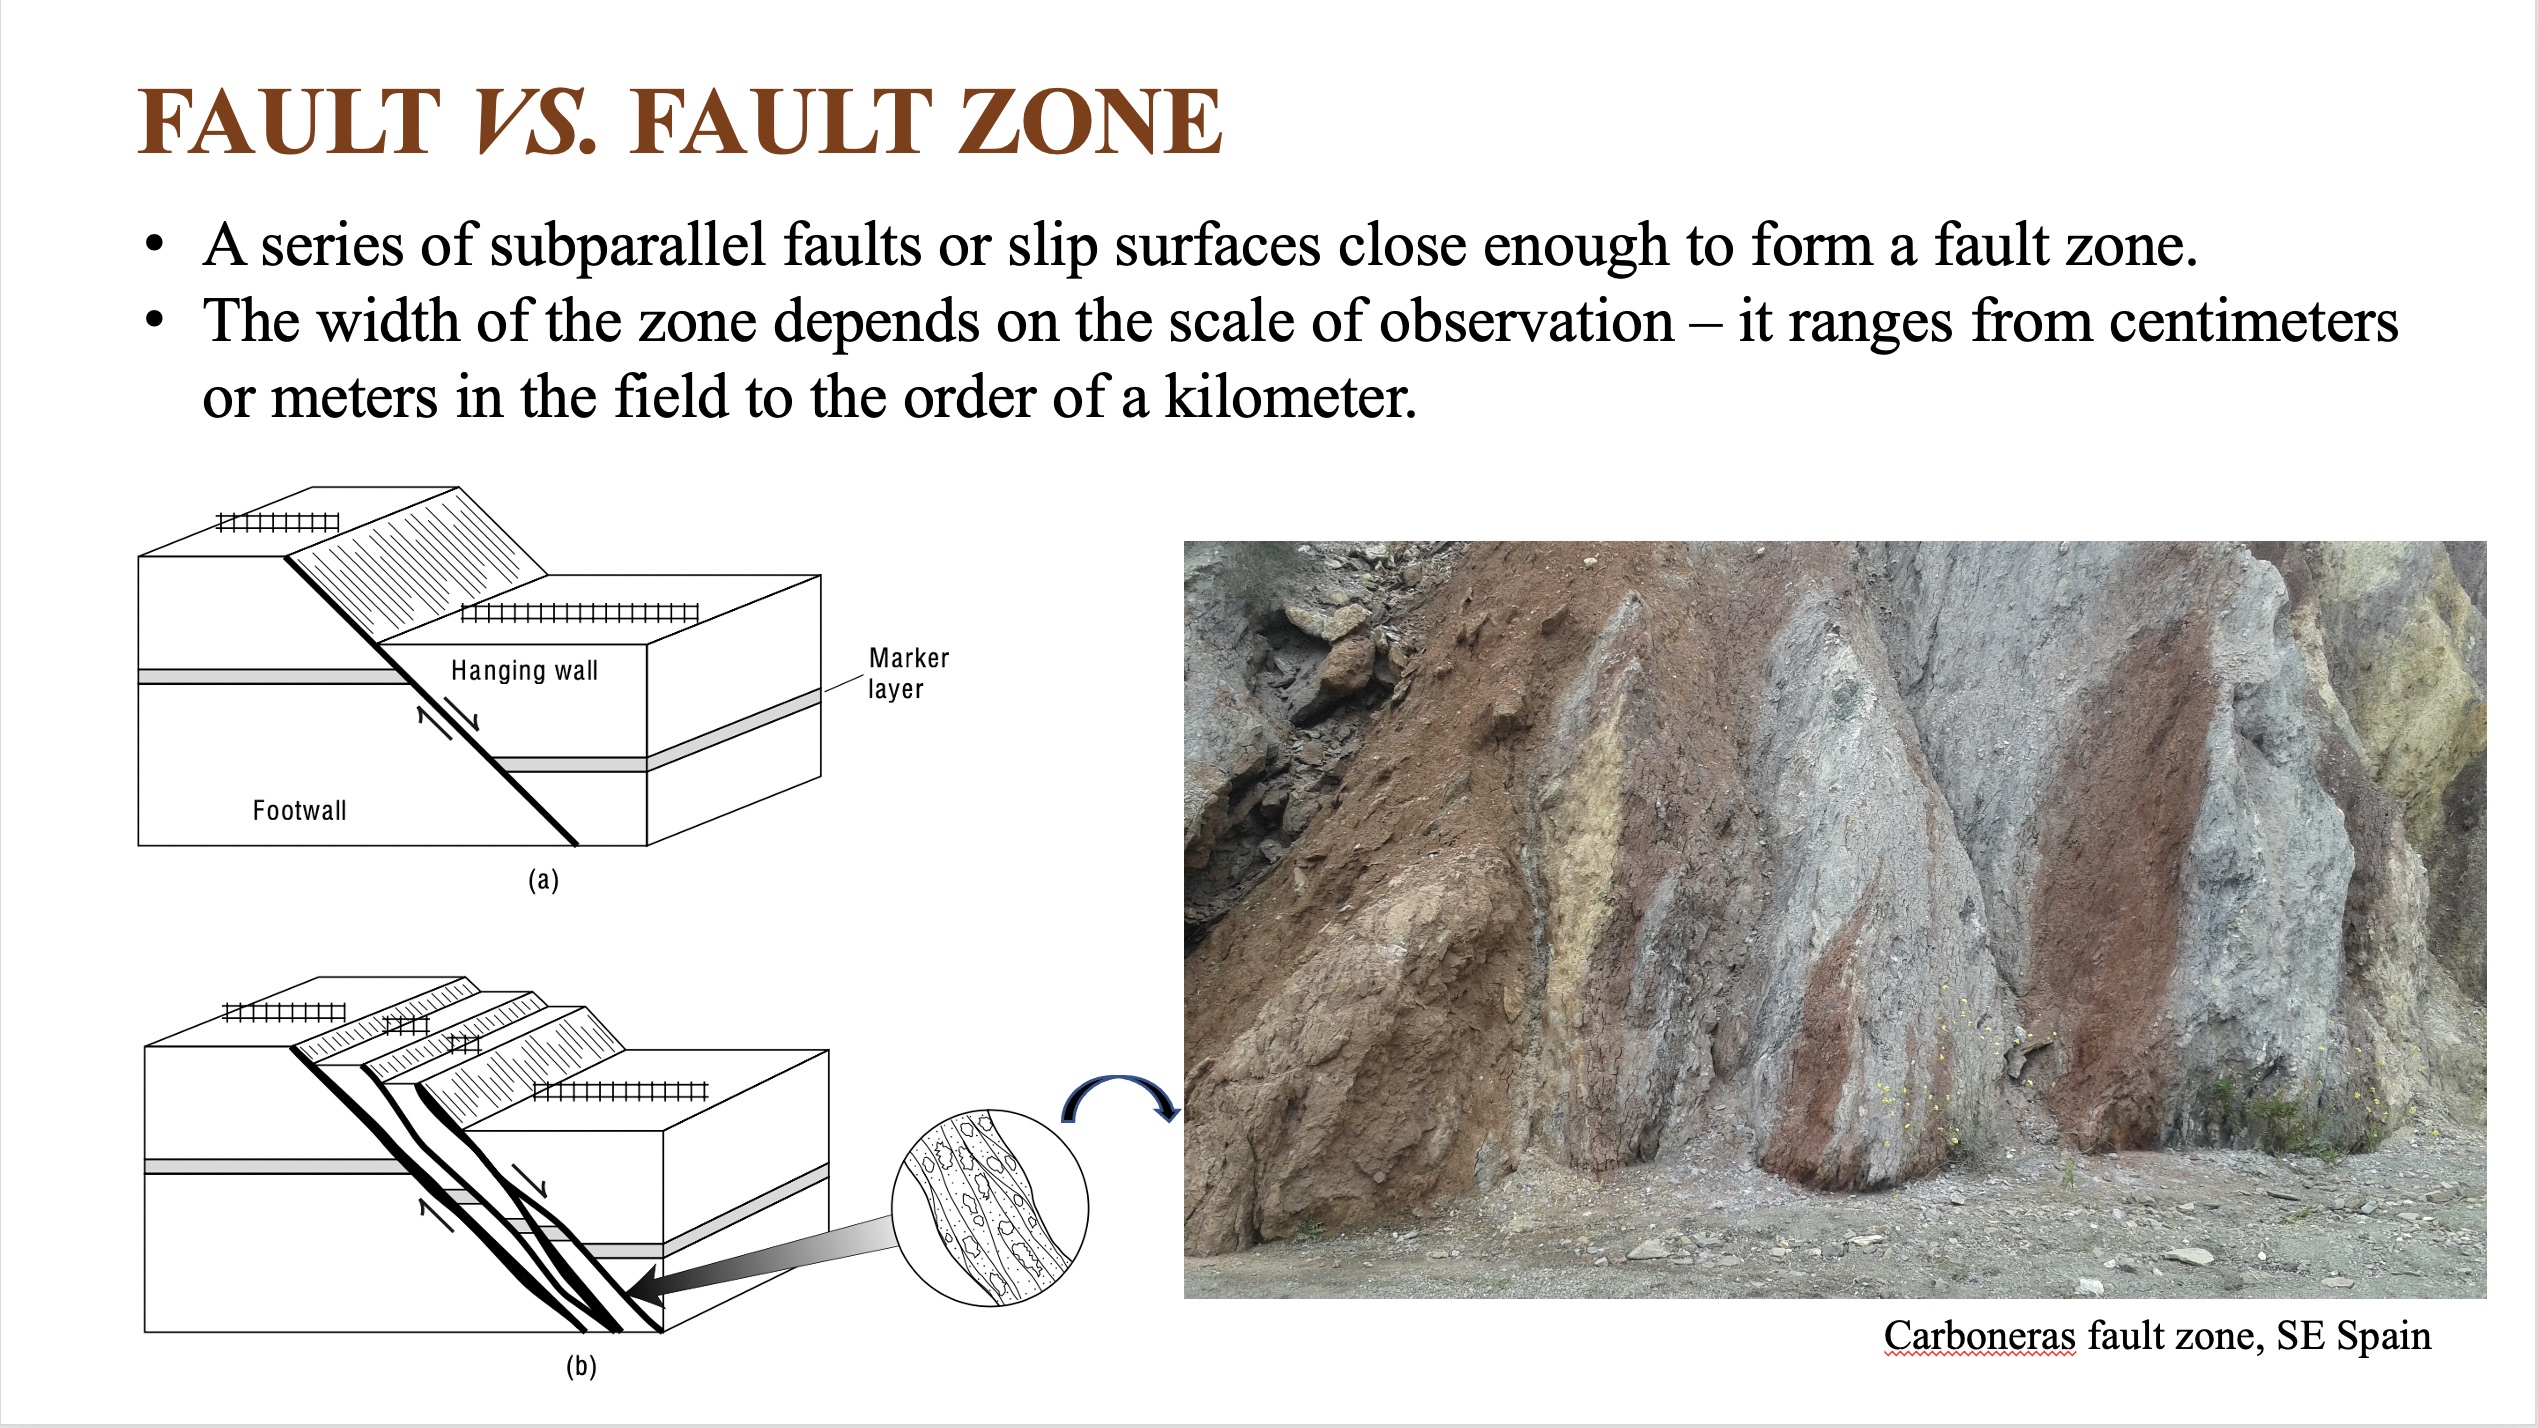 FAULT VS. FAULT ZONE
• A series of subparallel faults or slip surfaces close enough to form a fault zone.
• The width of the zone depends on the scale of observation – it ranges from centimeters
or meters in the field to the order of a kilometer.
Hanging wall
Marker
layer
Footwall
(a)
(b)
Carboneras fault zone, SE Spain